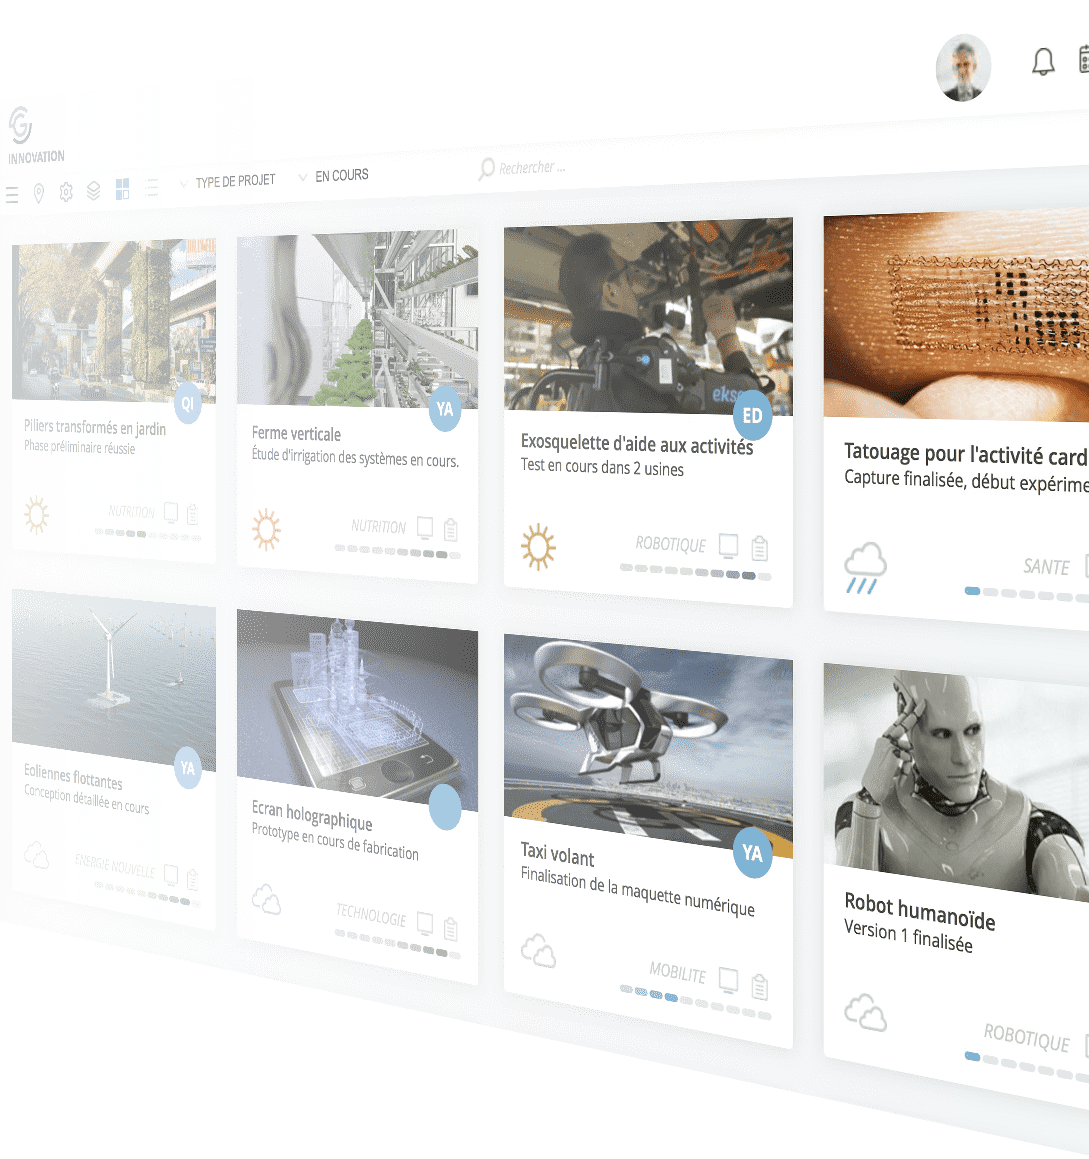 INNOVATION
TYPE DE PROJET
EN COURS
Rechercher ...
QI
Piliers transformés en jardin
Phase préliminaire réussie
NUTRITION
YA
Ferme verticale
Étude d'irrigation des systèmes en cours.
NUTRITION
ekso
ED
Exosquelette d'aide aux activités
Test en cours dans 2 usines
ROBOTIQUE
Tatouage pour l'activité card
Capture finalisée, début expérime
SANTE
YA
Eoliennes flottantes
Conception détaillée en cours
ENERGIE NOUVELLE
Ecran holographique
Prototype en cours de fabrication
TECHNOLOGIE
YA
Taxi volant
Finalisation de la maquette numérique
MOBILITE
Robot humanoïde
Version 1 finalisée
ROBOTIQUE